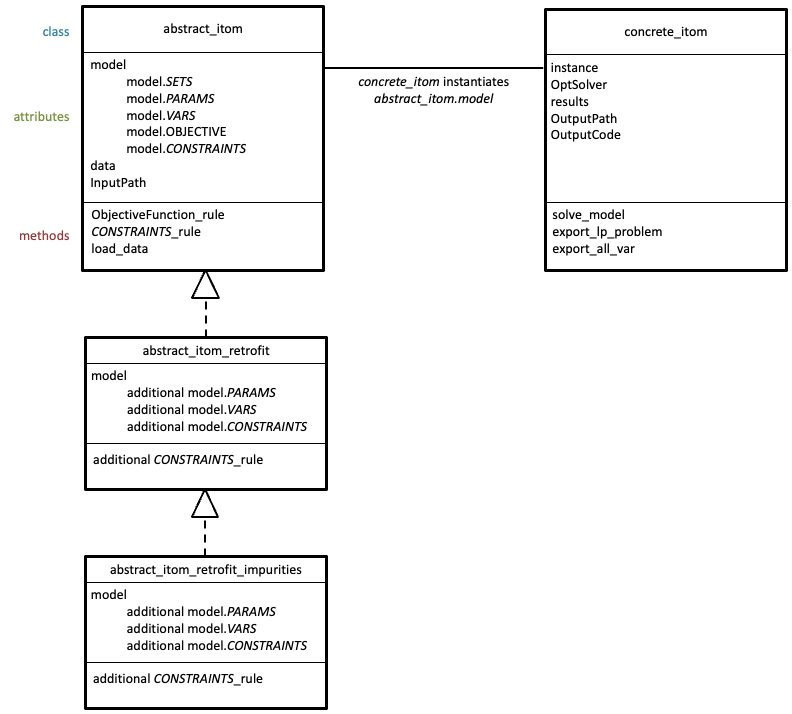 class
abstract_itom
attributes
model
model.SETS
model.PARAMS
model.VARS
model.OBJECTIVE
model.CONSTRAINTS
data
InputPath
methods
ObjectiveFunction_rule
CONSTRAINTS_rule
load_data
concrete_itom instantiates
abstract_itom.model
concrete_itom
instance
OptSolver
results
OutputPath
OutputCode
solve_model
export_lp_problem
export_all_var
abstract_itom_retrofit
model
additional model.PARAMS
additional model.VARS
additional model.CONSTRAINTS
additional CONSTRAINTS_rule
abstract_itom_retrofit_impurities
model
additional model.PARAMS
additional model.VARS
additional model.CONSTRAINTS
additional CONSTRAINTS_rule